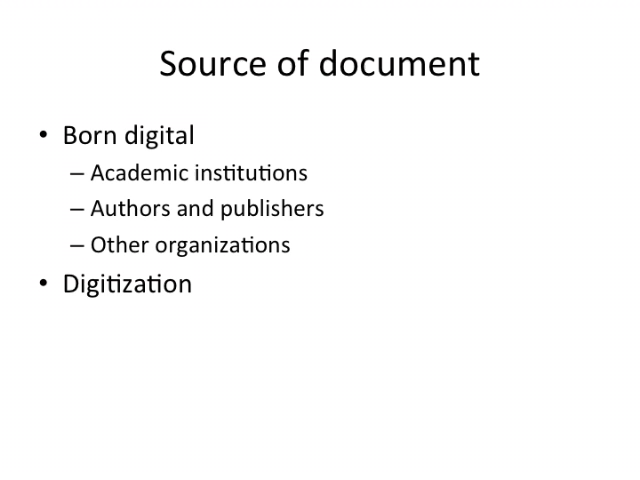 Source of document
• Born digital
– Academic institutions
– Authors and publishers
– Other organizations
• Digitization